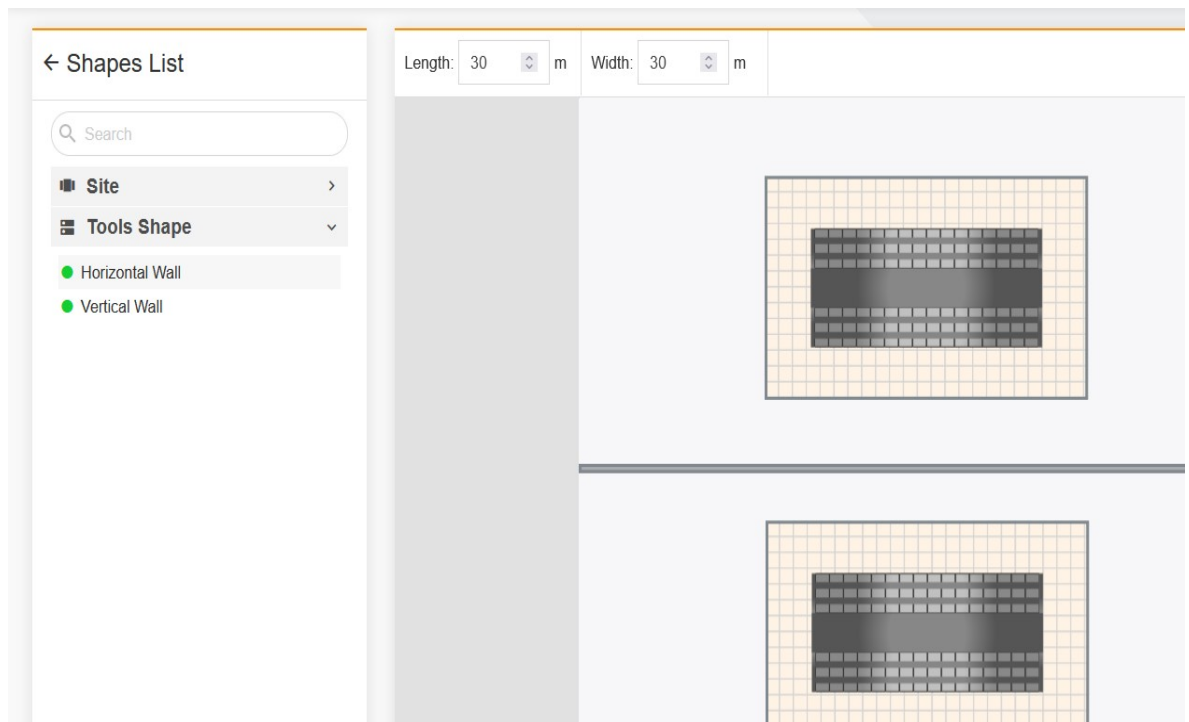 Shapes List
Length: 30 m Width: 30 m
Search
Site
Tools Shape
Horizontal Wall
Vertical Wall